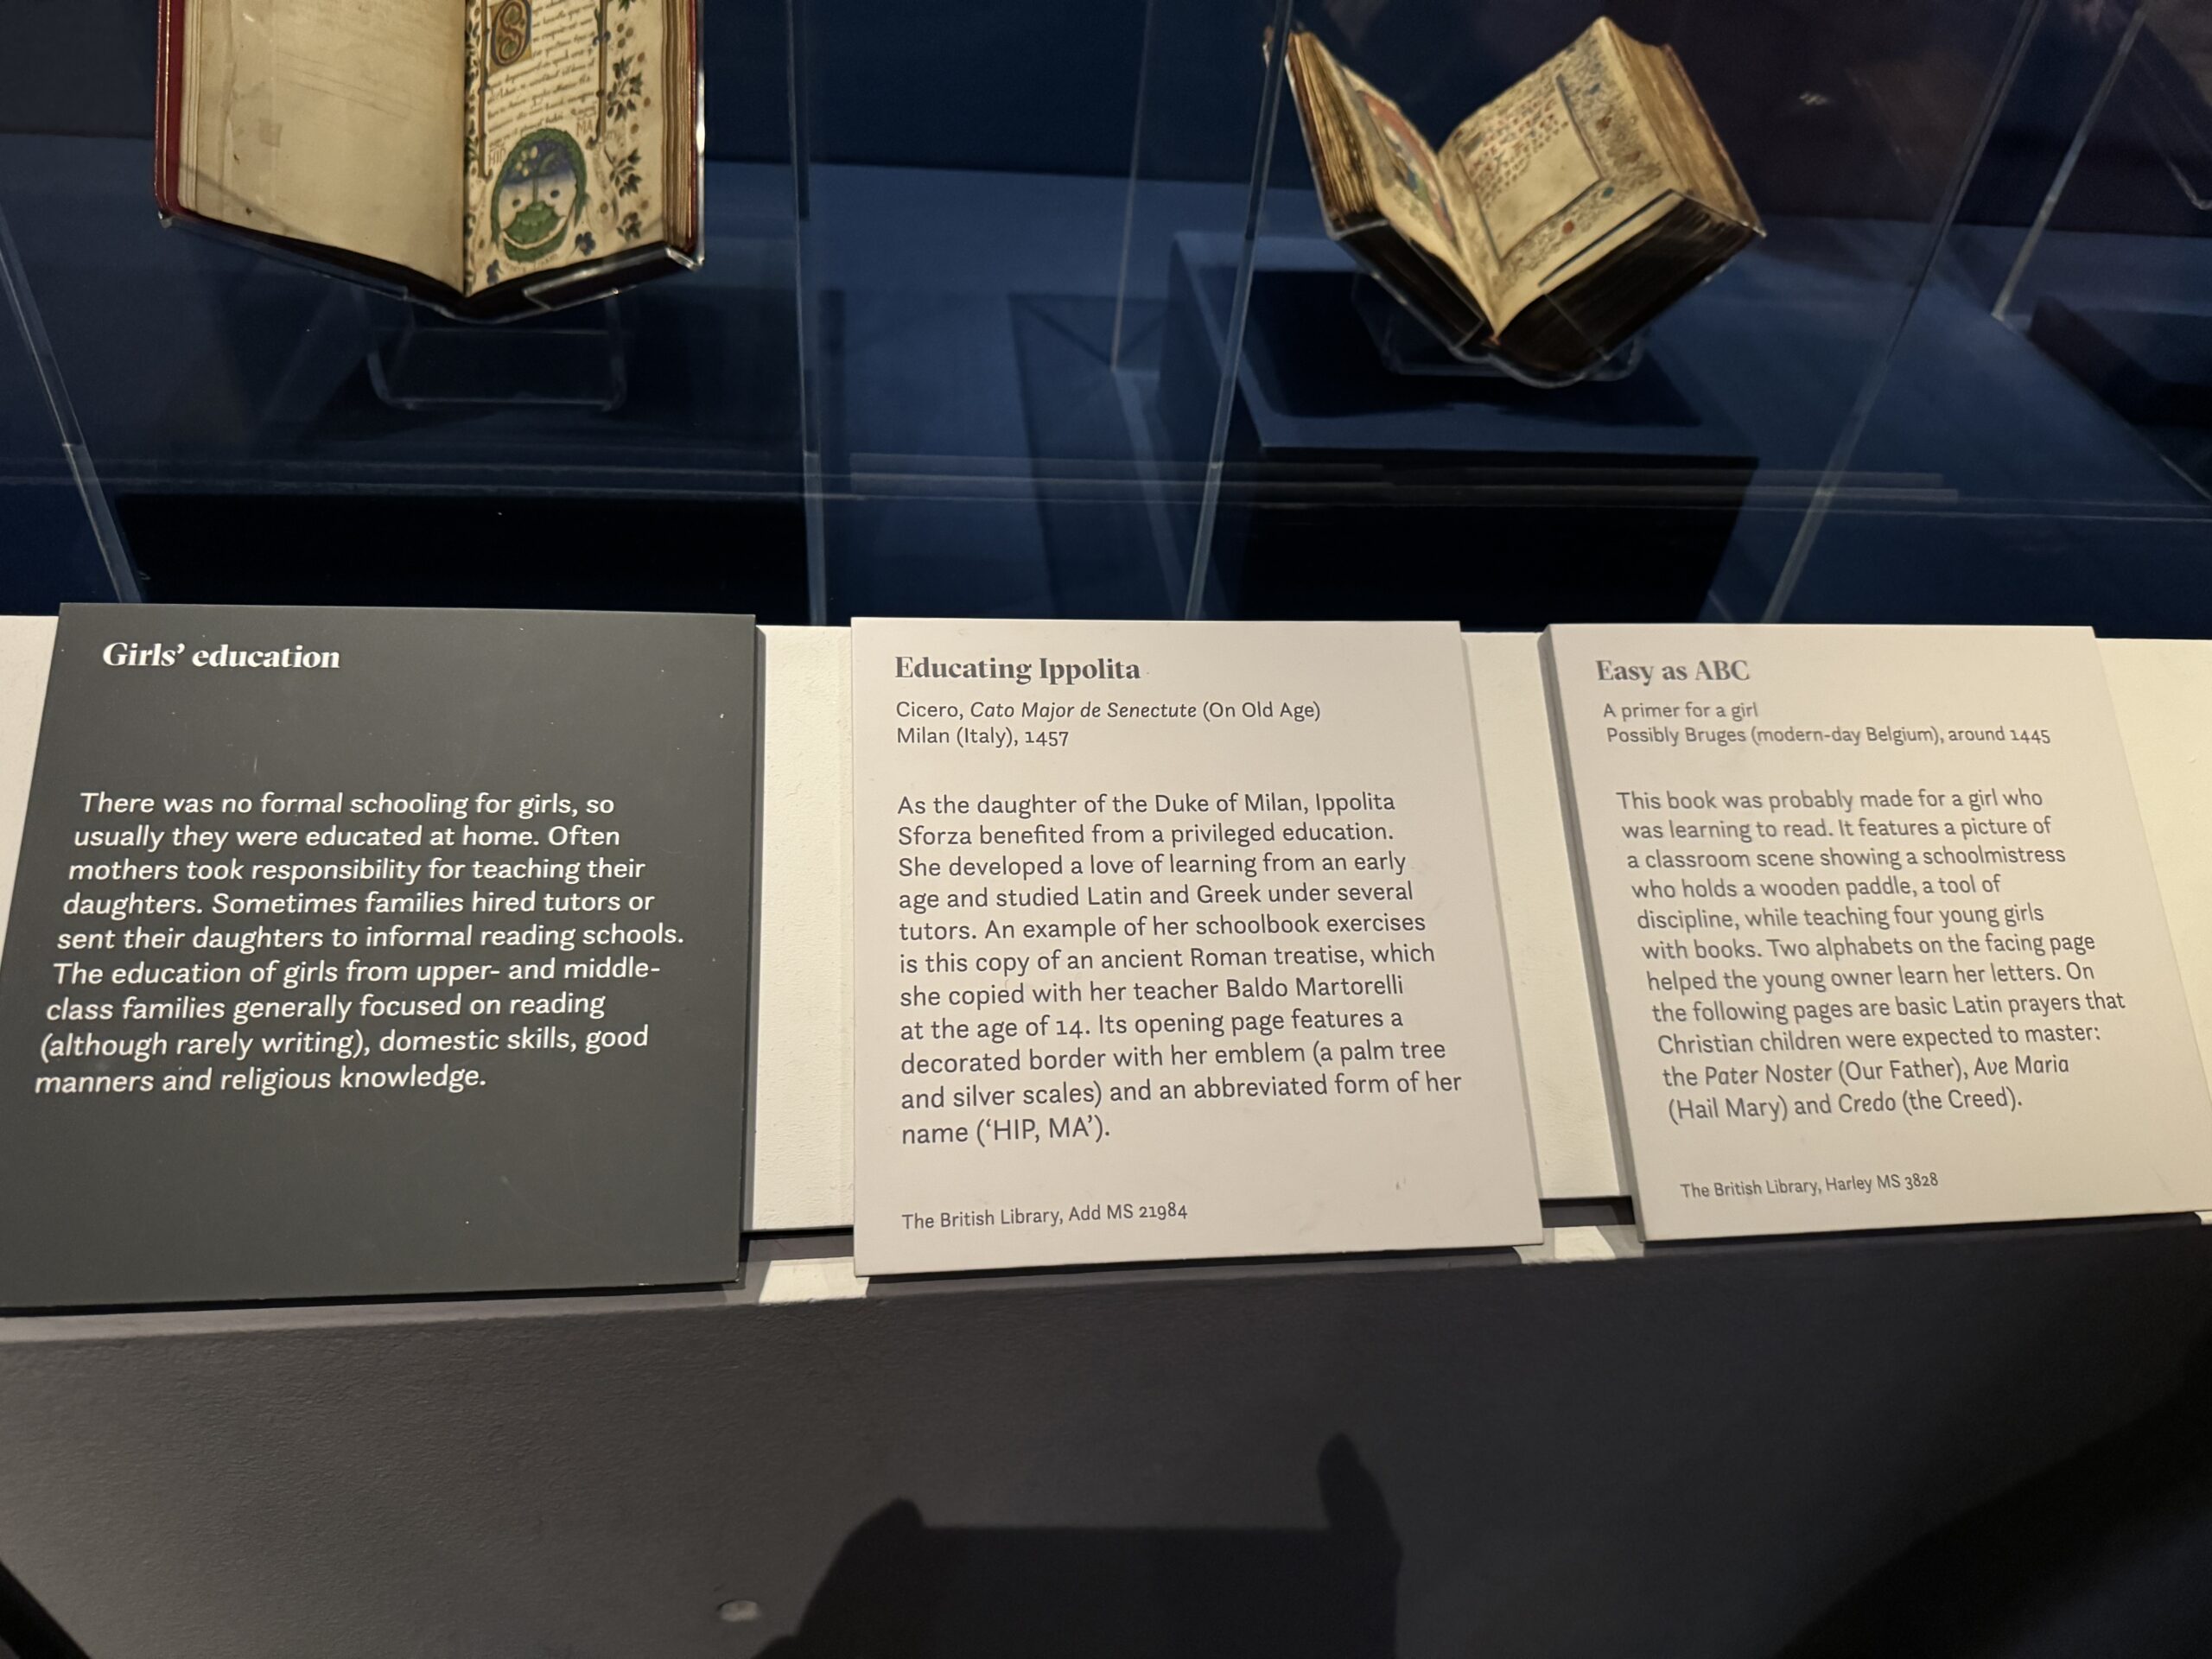 MA
HIP
Girls’ education
There was no formal schooling for girls, so
usually they were educated at home. Often
mothers took responsibility for teaching their
daughters. Sometimes families hired tutors or
sent their daughters to informal reading schools.
The education of girls from upper- and middle-
class families generally focused on reading
(although rarely writing), domestic skills, good
manners and religious knowledge.
Educating Ippolita
Cicero, Cato Major de Senectute (On Old Age)
Milan (Italy), 1457
As the daughter of the Duke of Milan, Ippolita
Sforza benefited from a privileged education.
She developed a love of learning from an early
age and studied Latin and Greek under several
tutors. An example of her schoolbook exercises
is this copy of an ancient Roman treatise, which
she copied with her teacher Baldo Martorelli
at the age of 14. Its opening page features a
decorated border with her emblem (a palm tree
and silver scales) and an abbreviated form of her
name (‘HIP, MA’).
The British Library, Add MS 21984
Easy as ABC
A primer for a girl
Possibly Bruges (modern-day Belgium), around 1445
This book was probably made for a girl who
was learning to read. It features a picture of
a classroom scene showing a schoolmistress
who holds a wooden paddle, a tool of
discipline, while teaching four young girls
with books. Two alphabets on the facing page
helped the young owner learn her letters. On
the following pages are basic Latin prayers that
Christian children were expected to master:
the Pater Noster (Our Father), Ave Maria
(Hail Mary) and Credo (the Creed).
The British Library, Harley MS 3828